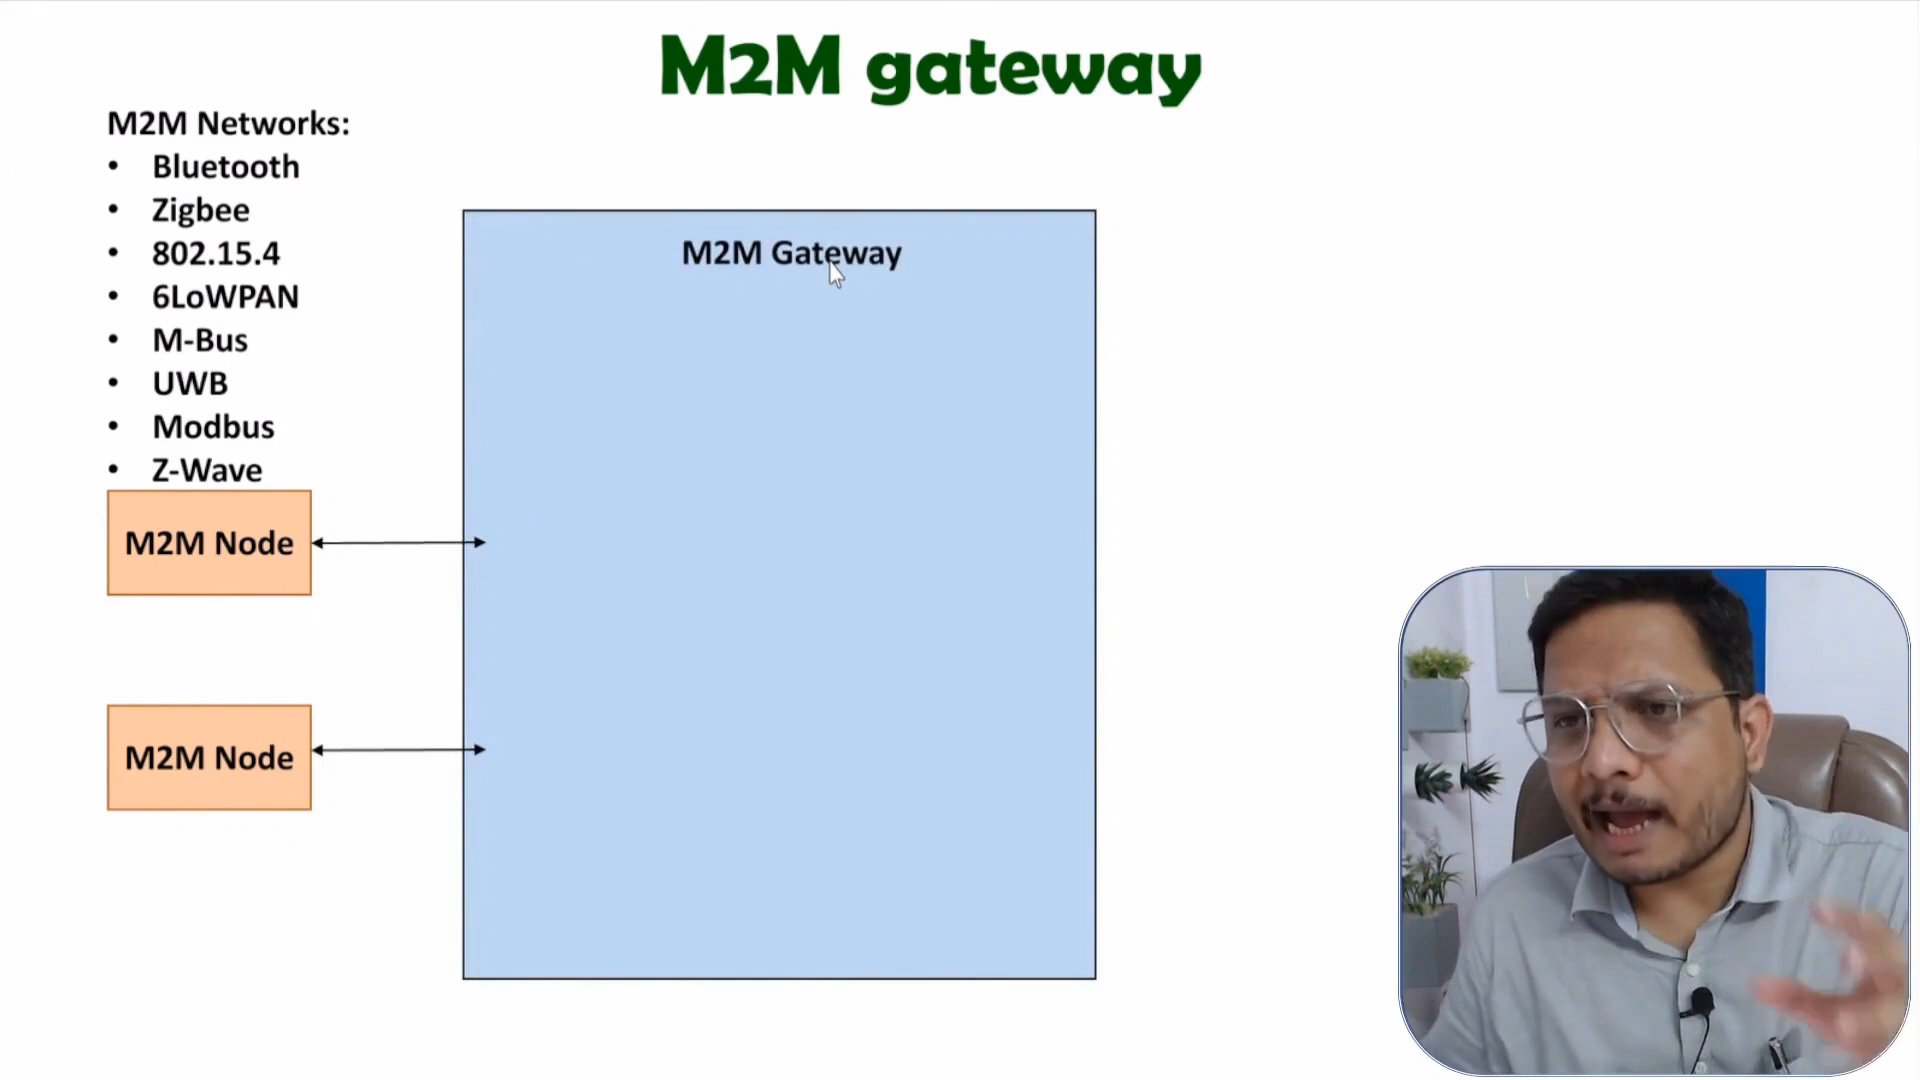 M2M gateway
M2M Networks:
• Bluetooth
• Zigbee
• 802.15.4
• 6LoWPAN
• M-Bus
• UWB
• Modbus
• Z-Wave
M2M Gateway
M2M Node
M2M Node